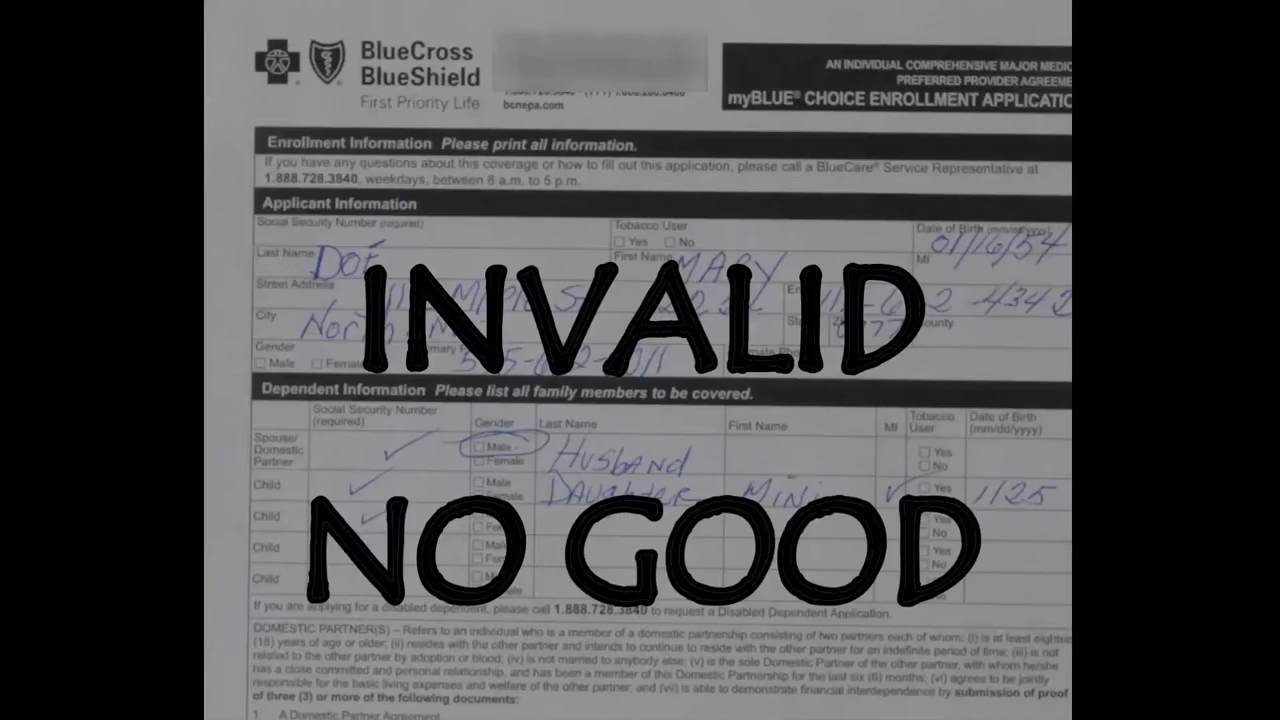 BlueCross
BlueShield
First Priority Life
bcnepa.com
AN INDIVIDUAL COMPREHENSIVE MAJOR MEDIC
PREFERRED PROVIDER AGREEME
myBLUE® CHOICE ENROLLMENT APPLICATIO
Enrollment Information Please print all information.
If you have any questions about this coverage or how to fill out this application, please call a BlueCare® Service Representative at
1.888.728.3840, weekdays, between 8 a.m. to 5 p.m.
Applicant Information
Social Security Number (required)
Tobacco User
Yes No
Date of Birth (mm/dd/yyyy)
01/16/54
Last Name DOE
First Name MARY
MI
Street Address
City
County
Gender
Male Female
INVALID
Dependent Information Please list all family members to be covered.
Social Security Number (required)
Gender
Last Name
First Name
MI
Tobacco User
Date of Birth (mm/dd/yyyy)
Spouse/ Domestic Partner
Male
Female
HUSBAND
Yes
No
Child
Male
DAUGHTER MINI
Yes
1/25
Child
Yes
No
Child
Yes
No
Child
NO GOOD
If you are applying for a disabled dependent, please call 1.888.728.3840 to request a Disabled Dependent Application.
DOMESTIC PARTNER(S) – Refers to an individual who is a member of a domestic partnership consisting of two partners each of whom: (i) is at least eightee
(18) years of age or older; (ii) resides with the other partner and intends to continue to reside with the other partner for an indefinite period of time; (iii) is not
related to the other partner by adoption or blood; (iv) is not married to anybody else; (v) is the sole Domestic Partner of the other partner, with whom he/she
has a close committed and personal relationship, and has been a member of this Domestic Partnership for the last six (6) months; (vi) agrees to be jointly
responsible for the basic living expenses and welfare of the other partner; and (vii) is able to demonstrate financial interdependence by submission of proof
of three (3) or more of the following documents:
1. A Domestic Partner Agreement